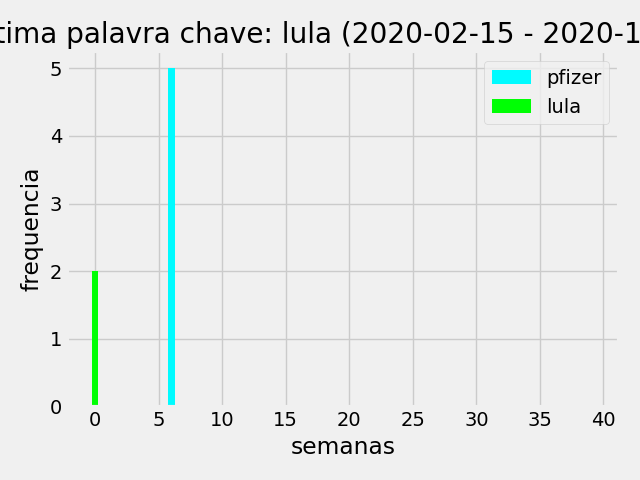 tima palavra chave: lula (2020-02-15 - 2020-1
pfizer
lula
frequencia
5
4
3
2
1
0
0 5 10 15 20 25 30 35 40
semanas